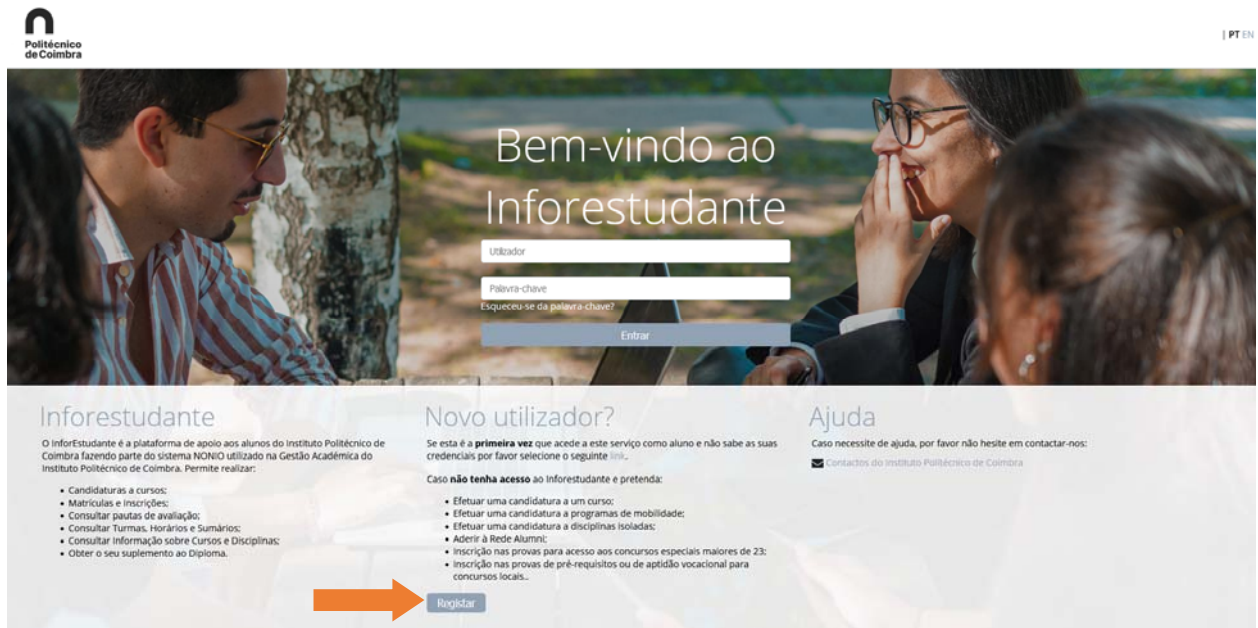 Politécnico
de Coimbra
| PT EN
Bem-vindo ao
Inforestudante
Utilizador
Palavra-chave
Esqueceu-se da palavra-chave?
Entrar
Inforestudante
O InforEstudante é a plataforma de apoio aos alunos do Instituto Politécnico de
Coimbra fazendo parte do sistema NONIO utilizado na Gestão Académica do
Instituto Politécnico de Coimbra. Permite realizar:
• Candidaturas a cursos;
• Matrículas e Inscrições;
• Consultar pautas de avaliação;
• Consultar Turmas, Horários e Sumários;
• Consultar Informação sobre Cursos e Disciplinas;
• Obter o seu suplemento ao Diploma.
Novo utilizador?
Se esta é a primeira vez que acede a este serviço como aluno e não sabe as suas
credenciais por favor selecione o seguinte link.
Caso não tenha acesso ao Inforestudante e pretenda:
• Efetuar uma candidatura a um curso;
• Efetuar uma candidatura a programas de mobilidade;
• Efetuar uma candidatura a disciplinas isoladas;
• Aderir à Rede Alumni;
• inscrição nas provas para acesso aos concursos especiais maiores de 23;
• inscrição nas provas de pré-requisitos ou de aptidão vocacional para
concursos locais..
Registar
Ajuda
Caso necessite de ajuda, por favor não hesite em contactar-nos:
Contactos do Instituto Politécnico de Coimbra